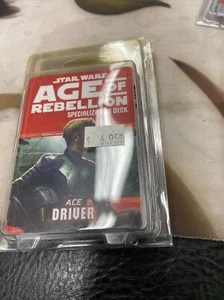 STAR WARS
AGE OF
REBELLION
SPECIALIZATION DECK
$6.95
ACE
DRIVER